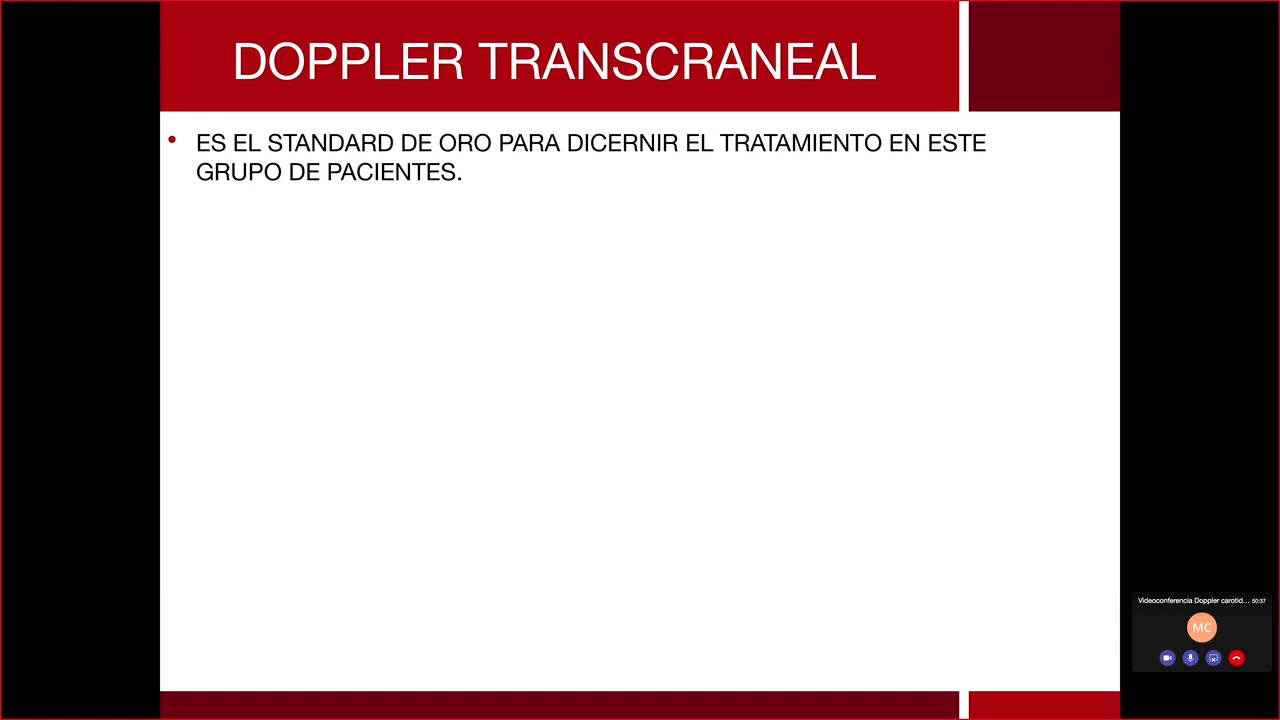 DOPPLER TRANSCRANEAL
• ES EL STANDARD DE ORO PARA DICERNIR EL TRATAMIENTO EN ESTE
GRUPO DE PACIENTES.
Videoconferencia Doppler carotid... 50:37
MC